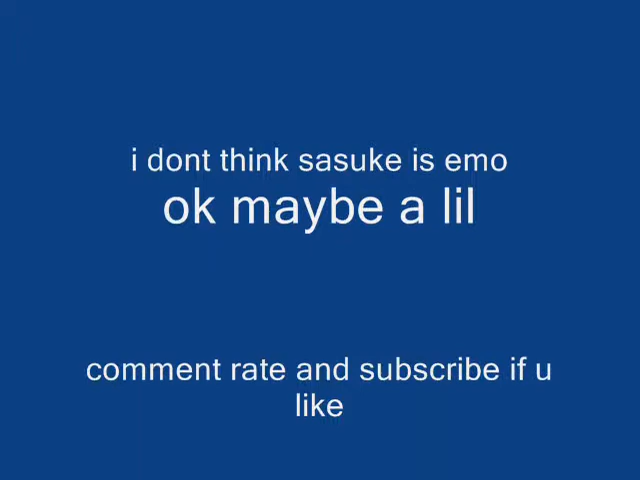 i dont think sasuke is emo
ok maybe a lil
comment rate and subscribe if u
like